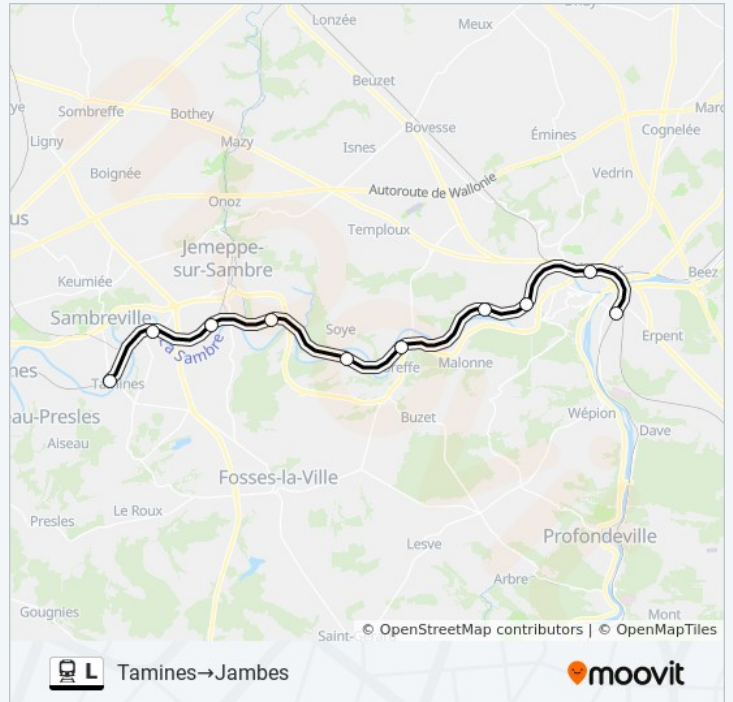 Lonzée
Meux
Beuzet
Sombreffe
Bothey
Bovesse
Émines
Cognelée
Ligny
Mazy
Isnes
Boignée
Vedrin
Autoroute de Wallonie
Onoz
Temploux
Jemeppe-
sur-Sambre
Keumiée
Beez
Sambreville
Soye
La Sambre
Erpent
Malonne
Tamines
au-Presles
Buzet
Wépion
Dave
Aiseau
Fosses-la-Ville
Le Roux
Presles
Lesve
Profondeville
Arbre
Gougnies
Mont
© OpenStreetMap contributors | © OpenMapTiles
L Tamines→Jambes
moovit